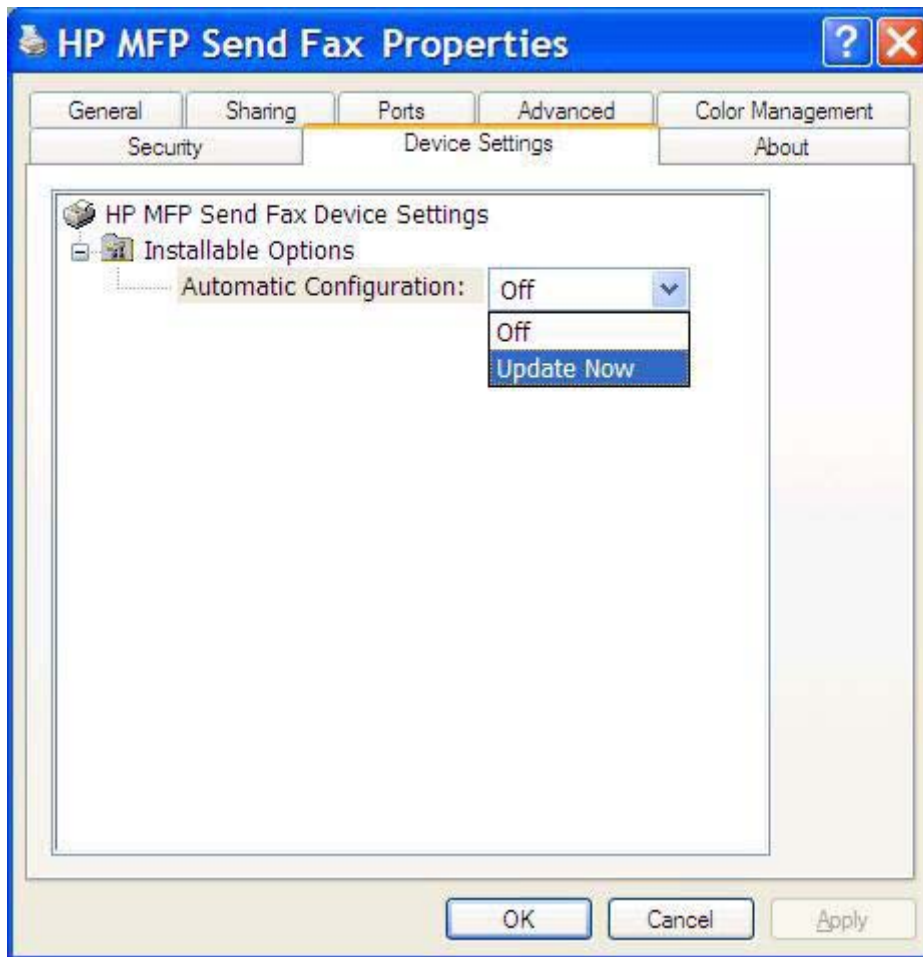 HP MFP Send Fax Properties
?
General Sharing Ports Advanced Color Management
Security Device Settings About
HP MFP Send Fax Device Settings
Installable Options
Automatic Configuration: Off
Off
Update Now
OK Cancel Apply